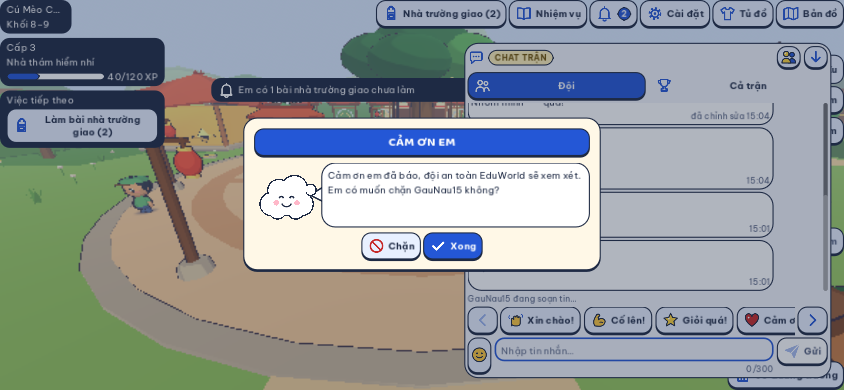 Cú Mèo C...
Khối 8-9
Cấp 3
Nhà thám hiểm nhí
40/120 XP
Việc tiếp theo
Làm bài nhà trường
giao (2)
Nhà trường giao (2)
Nhiệm vụ
2
Cài đặt
Tủ đồ
Bản đồ
Em có 1 bài nhà trường giao chưa làm
CHAT TRẬN
Đội
Cả trận
đã chỉnh sửa 15:04
15:04
15:01
15:01
CẢM ƠN EM
Cảm ơn em đã báo, đội an toàn EduWorld sẽ xem xét.
Em có muốn chặn GauNau15 không?
Chặn
Xong
GauNau15 đang soạn tin...
Xin chào!
Cố lên!
Giỏi quá!
Cảm ơ
Nhập tin nhắn...
Gửi
0/300